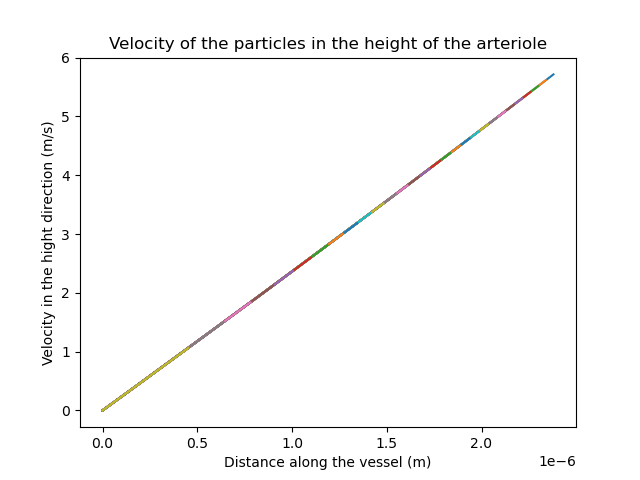 Velocity of the particles in the height of the arteriole
Velocity in the hight direction (m/s)
6
5
4
3
2
1
0
0.0 0.5 1.0 1.5 2.0
1e−6
Distance along the vessel (m)